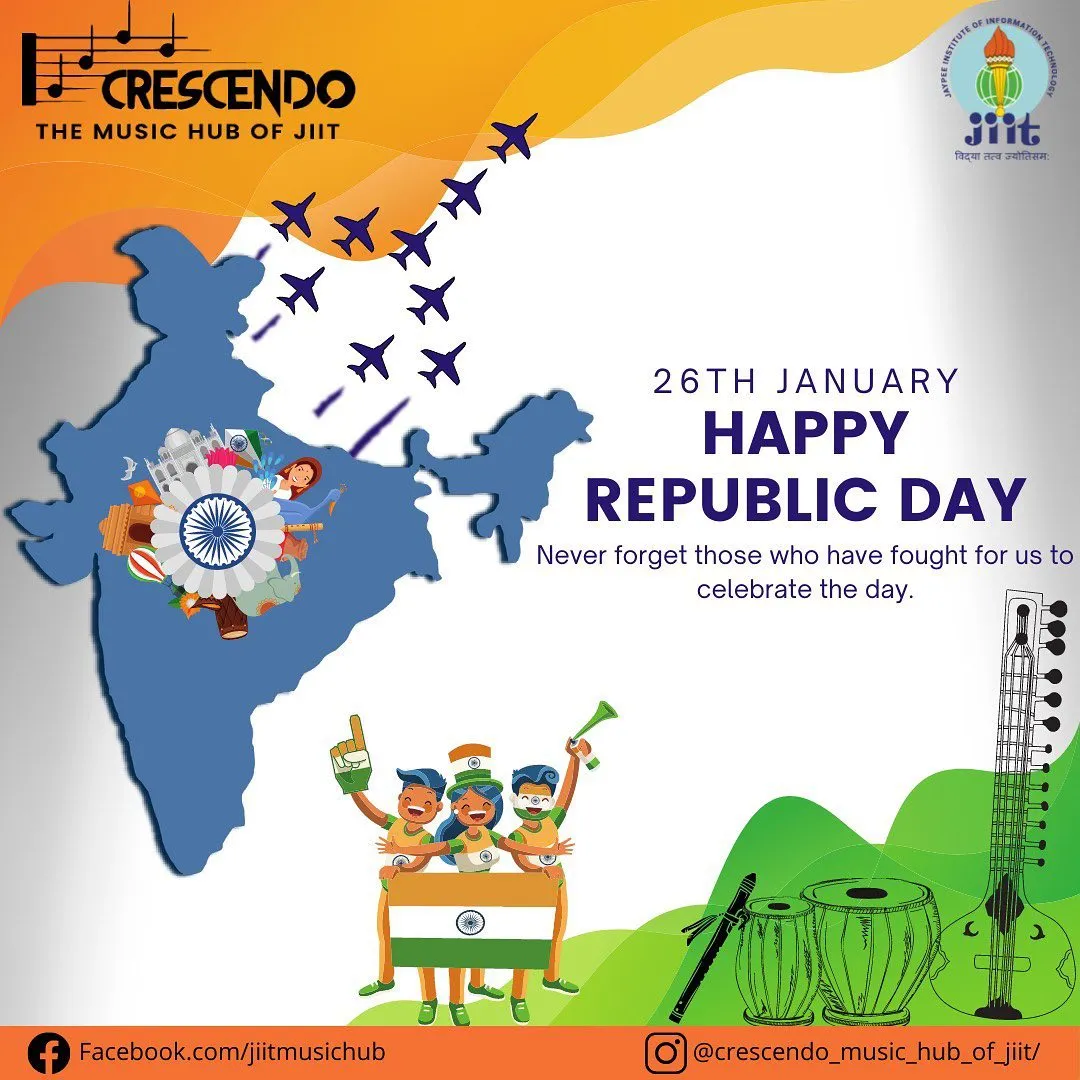 CRESCENDO
THE MUSIC HUB OF JIIT
JAYPEE INSTITUTE OF INFORMATION TECHNOLOGY
jiit
विद्या तत्व ज्योतिसम:
26TH JANUARY
HAPPY
REPUBLIC DAY
Never forget those who have fought for us to
celebrate the day.
Facebook.com/jiitmusichub
@crescendo_music_hub_of_jiit/